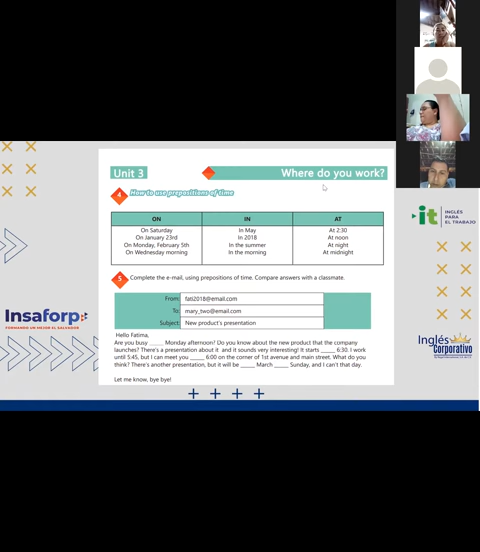 Unit 3
Where do you work?
4
How to use prepositions of time
ON IN AT
On Saturday In May At 2:30
On January 23rd In 2018 At noon
On Monday, February 5th In the summer At night
On Wednesday morning In the morning At midnight
5 Complete the e-mail, using prepositions of time. Compare answers with a classmate.
From: fati2018@email.com
To: mary_two@email.com
Subject: New product's presentation
Hello Fatima,
Are you busy _____ Monday afternoon? Do you know about the new product that the company
launches? There's a presentation about it and it sounds very interesting! It starts _____ 6:30. I work
until 5:45, but I can meet you _____ 6:00 on the corner of 1st avenue and main street. What do you
think? There's another presentation, but it will be _____ March _____ Sunday, and I can't that day.
Let me know, bye bye!
Insaforp
FORMANDO UN MEJOR EL SALVADOR
it INGLÉS
PARA
EL TRABAJO
Inglés
Corporativo